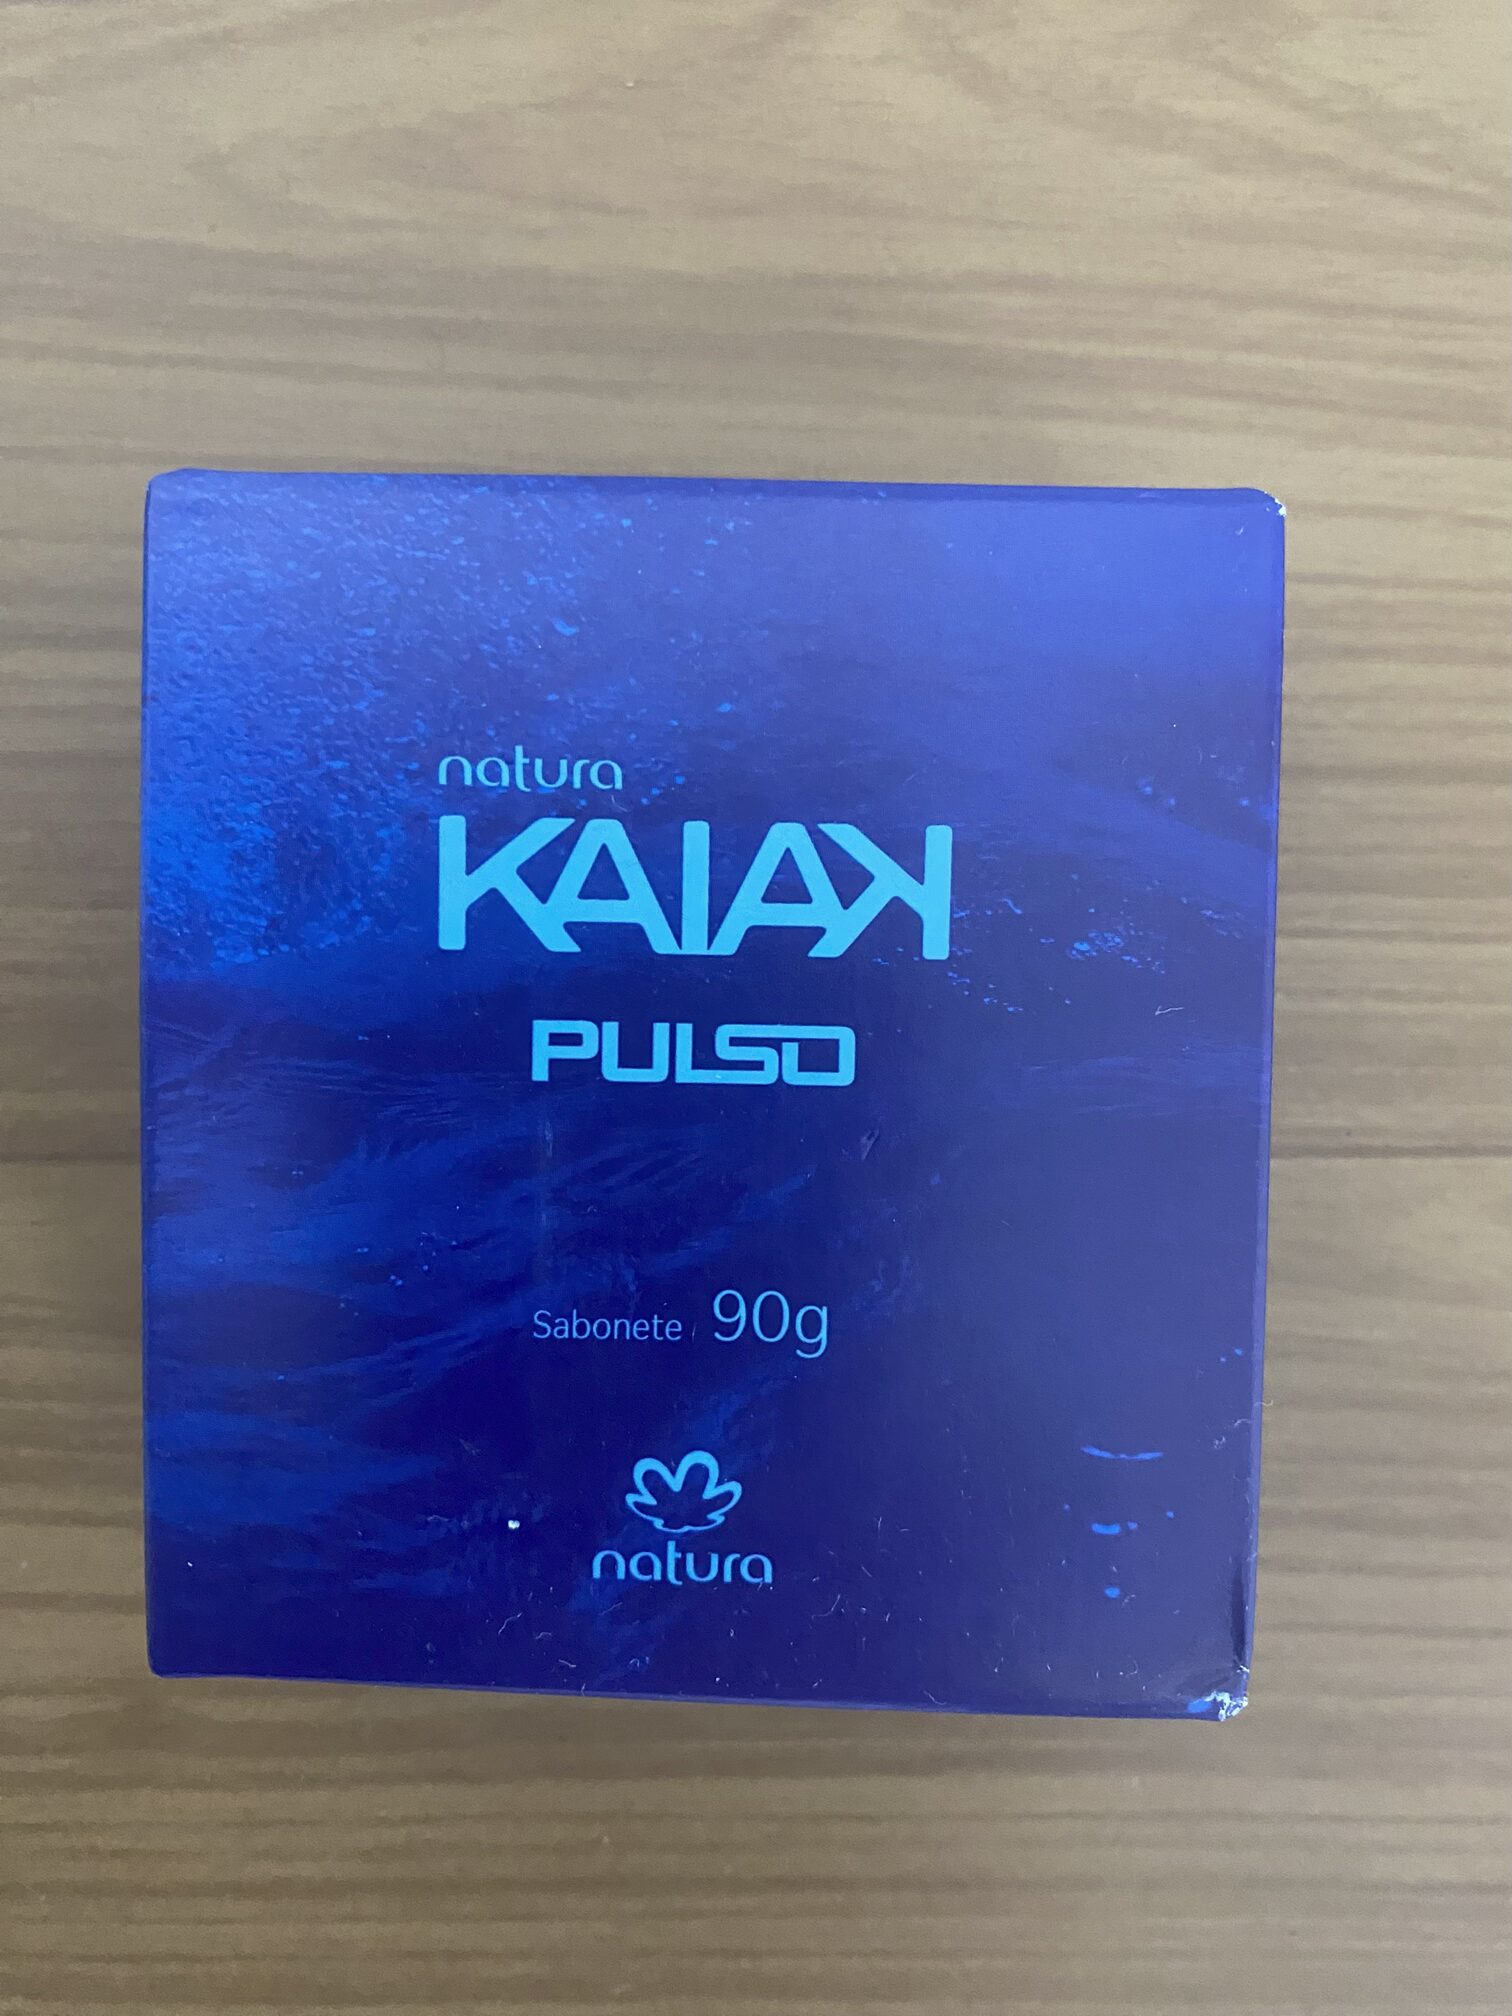 natura
KAIAK
PULSO
Sabonete 90g
natura